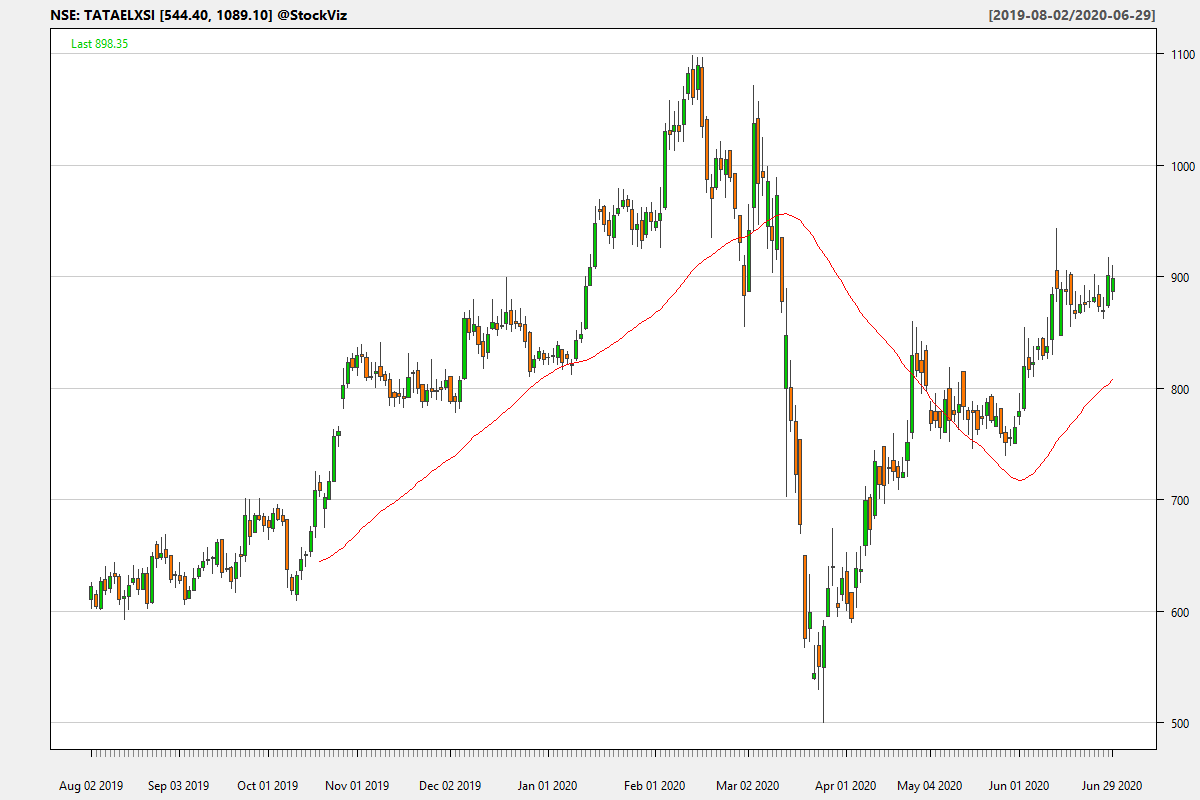 NSE: TATAELXSI [544.40, 1089.10] @StockViz
[2019-08-02/2020-06-29]
Last 898.35
1100
1000
900
800
700
600
500
Aug 02 2019
Sep 03 2019
Oct 01 2019
Nov 01 2019
Dec 02 2019
Jan 01 2020
Feb 01 2020
Mar 02 2020
Apr 01 2020
May 04 2020
Jun 01 2020
Jun 29 2020